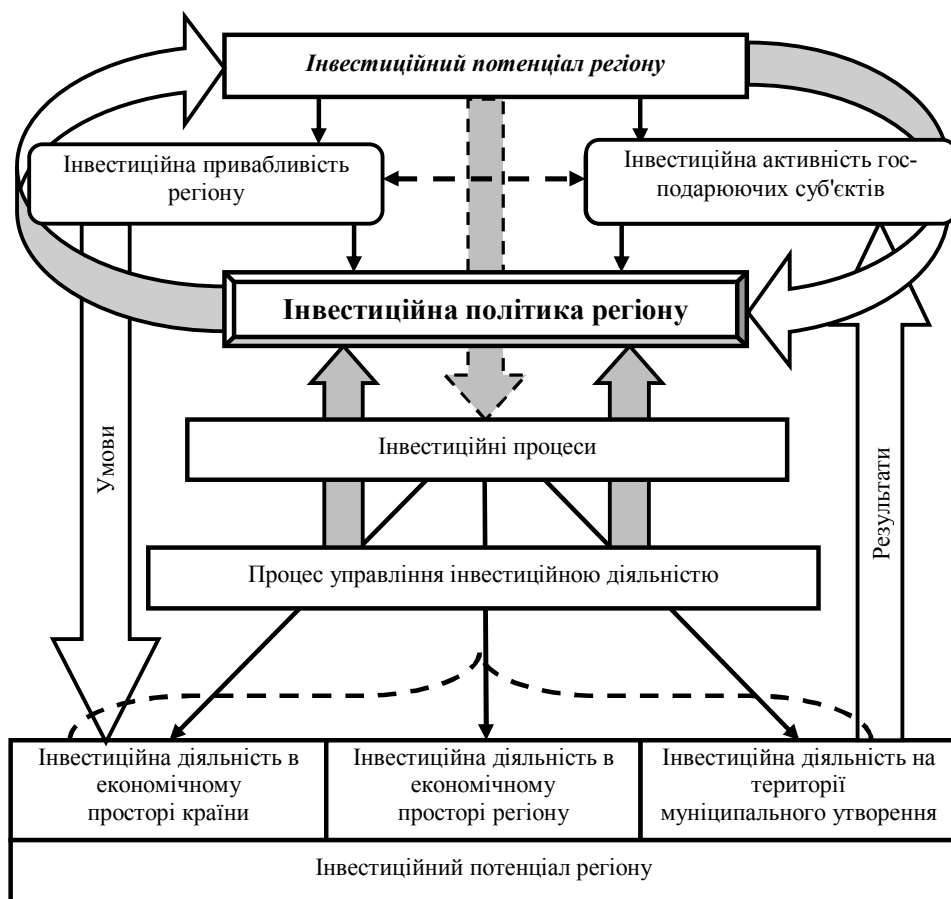 Інвестиційний потенціал регіону
Інвестиційна привабливість
регіону
Інвестиційна активність гос-
подарюючих суб'єктів
Інвестиційна політика регіону
Умови
Інвестиційні процеси
Результати
Процес управління інвестиційною діяльністю
Інвестиційна діяльність в
економічному
просторі країни
Інвестиційна діяльність в
економічному
просторі регіону
Інвестиційна діяльність на
території
муніципального утворення
Інвестиційний потенціал регіону